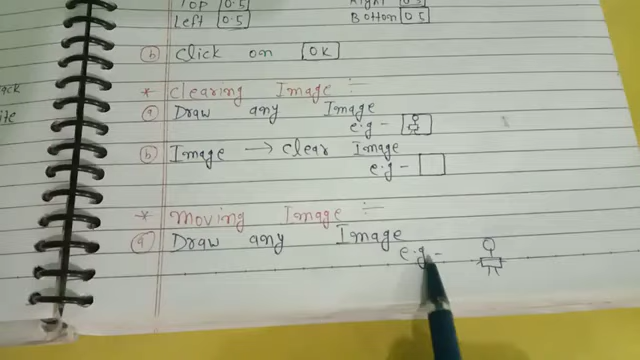 Top 0.5 Right 0.5
Left 0.5 Bottom 0.5
(b) Click on OK
* Clearing Image :-
(a) Draw any Image
e.g -
(b) Image → Clear Image
e.g -
* Moving Image :-
(a) Draw any Image
e.g -